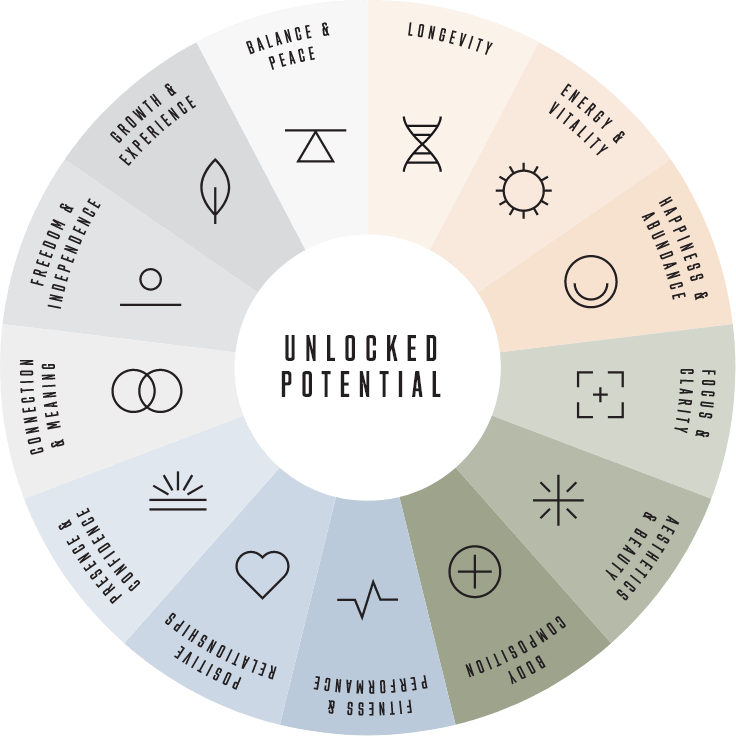 UNLOCKED
POTENTIAL
LONGEVITY
ENERGY &
VITALITY
HAPPINESS &
ABUNDANCE
FOCUS &
CLARITY
AESTHETICS
& BEAUTY
BODY
COMPOSITION
FITNESS &
PERFORMANCE
POSITIVE
RELATIONSHIPS
PRESENCE &
CONFIDENCE
CONNECTION
& MEANING
FREEDOM &
INDEPENDENCE
GROWTH &
EXPERIENCE
BALANCE &
PEACE